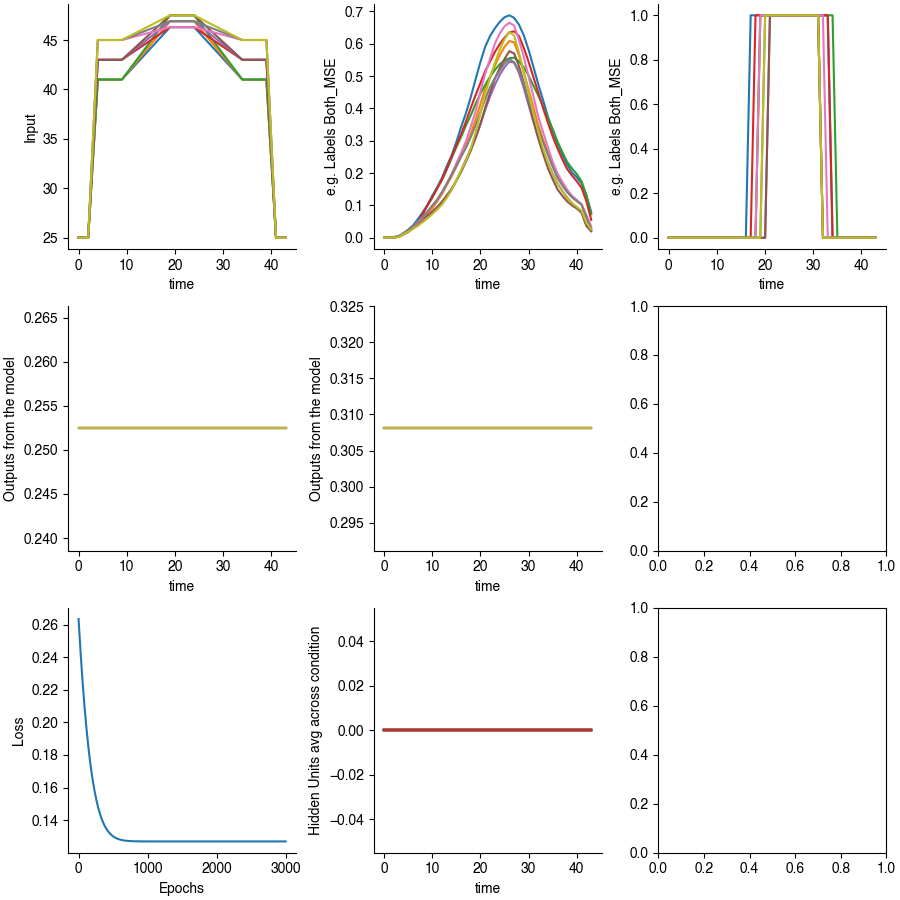 45
40
35
30
25
Input
0 10 20 30 40
time
0.7
0.6
0.5
0.4
0.3
0.2
0.1
0.0
e.g. Labels Both_MSE
0 10 20 30 40
time
1.0
0.8
0.6
0.4
0.2
0.0
e.g. Labels Both_MSE
0 20 40
time
0.265
0.260
0.255
0.250
0.245
0.240
Outputs from the model
0 10 20 30 40
time
0.325
0.320
0.315
0.310
0.305
0.300
0.295
Outputs from the model
0 10 20 30 40
time
1.0
0.8
0.6
0.4
0.2
0.0
0.0 0.2 0.4 0.6 0.8 1.0
0.26
0.24
0.22
0.20
0.18
0.16
0.14
Loss
0 1000 2000 3000
Epochs
0.04
0.02
0.00
−0.02
−0.04
Hidden Units avg across condition
0 10 20 30 40
time
1.0
0.8
0.6
0.4
0.2
0.0
0.0 0.2 0.4 0.6 0.8 1.0